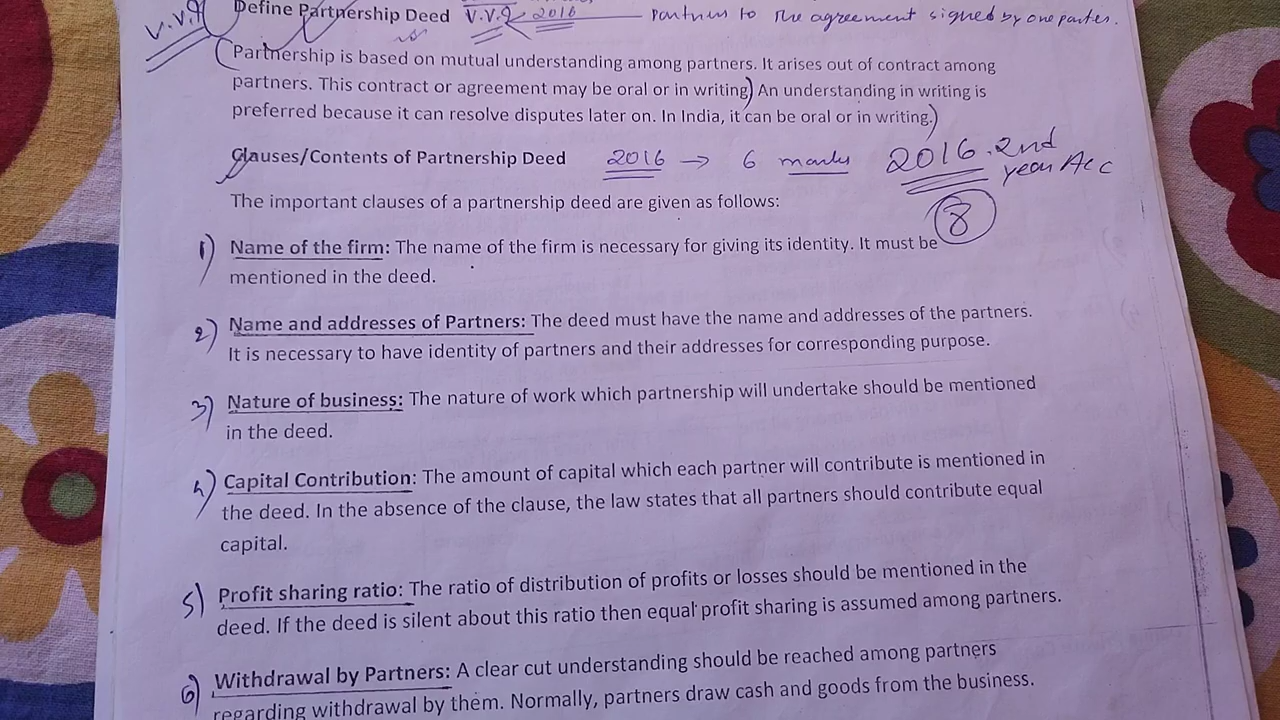 V.V.I Define Partnership Deed V.V.I 2016 Partners to the agreement signed by one parties.
Partnership is based on mutual understanding among partners. It arises out of contract among
partners. This contract or agreement may be oral or in writing) An understanding in writing is
preferred because it can resolve disputes later on. In India, it can be oral or in writing.)
Clauses/Contents of Partnership Deed 2016 → 6 marks 2016. 2nd
year Acc
The important clauses of a partnership deed are given as follows:
8
1) Name of the firm: The name of the firm is necessary for giving its identity. It must be
mentioned in the deed.
2) Name and addresses of Partners: The deed must have the name and addresses of the partners.
It is necessary to have identity of partners and their addresses for corresponding purpose.
3) Nature of business: The nature of work which partnership will undertake should be mentioned
in the deed.
4) Capital Contribution: The amount of capital which each partner will contribute is mentioned in
the deed. In the absence of the clause, the law states that all partners should contribute equal
capital.
5) Profit sharing ratio: The ratio of distribution of profits or losses should be mentioned in the
deed. If the deed is silent about this ratio then equal profit sharing is assumed among partners.
6) Withdrawal by Partners: A clear cut understanding should be reached among partners
regarding withdrawal by them. Normally, partners draw cash and goods from the business.